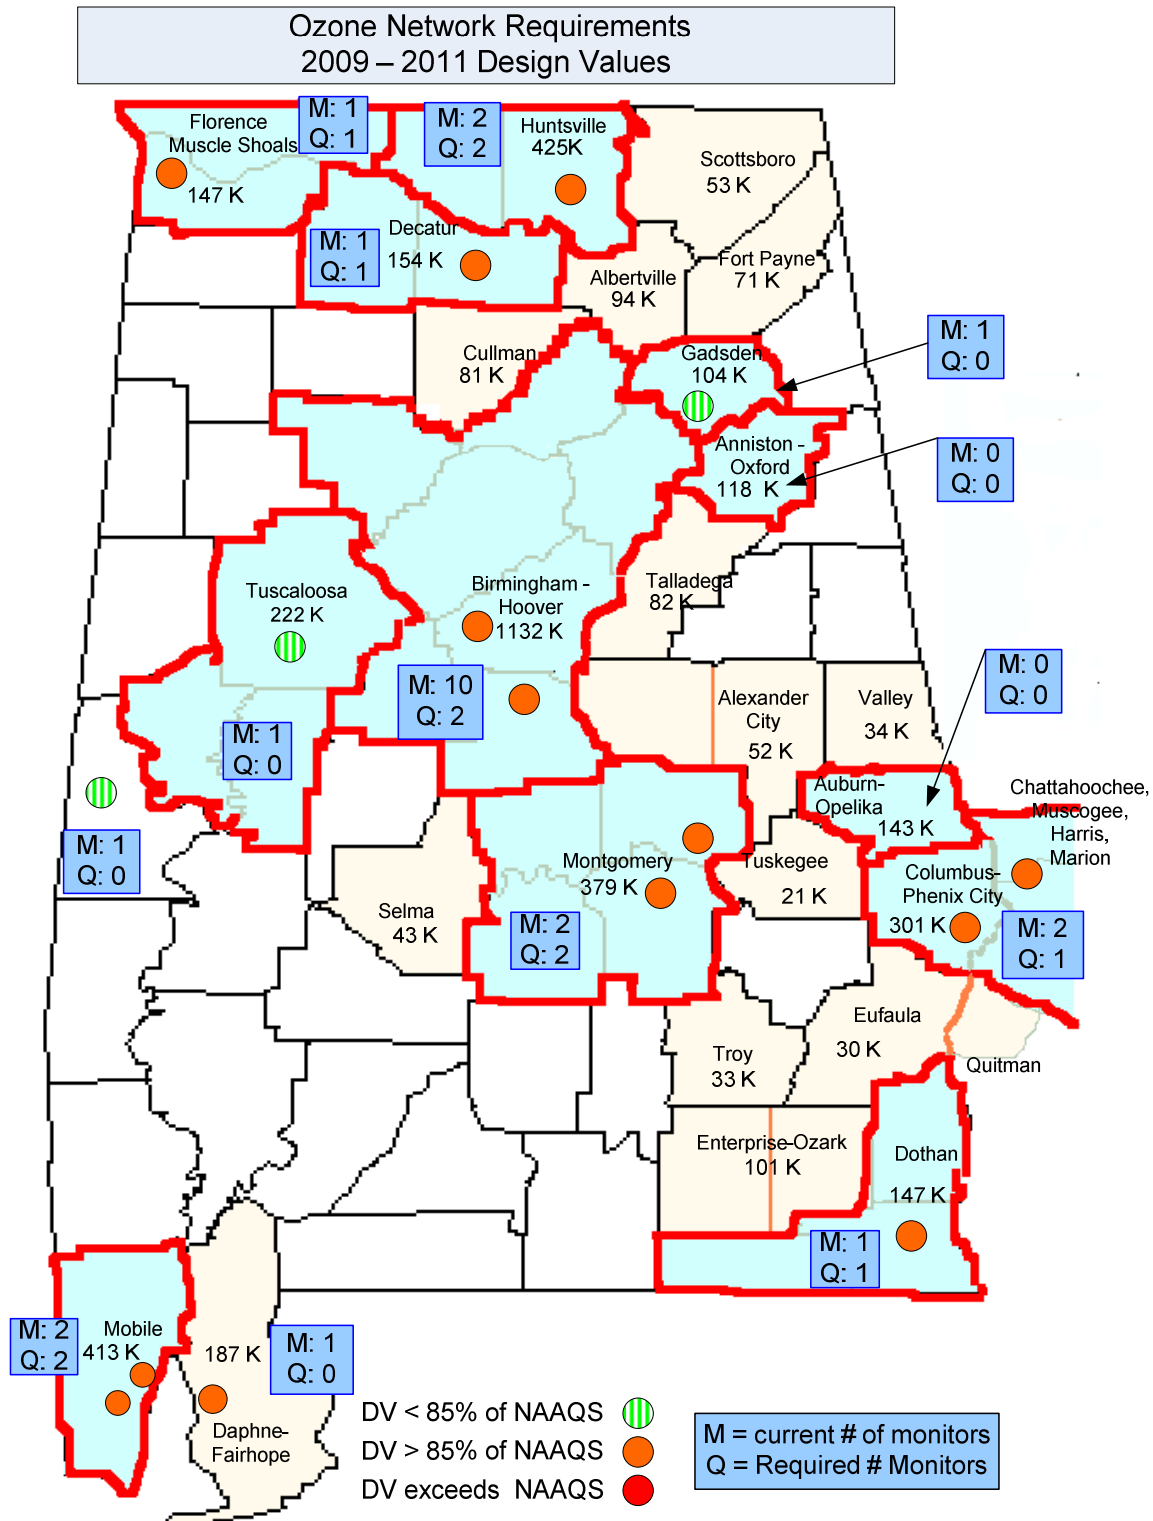 Ozone Network Requirements
2009 – 2011 Design Values
Florence
Muscle Shoals
147 K
M: 1
Q: 1
M: 2
Q: 2
Huntsville
425K
Scottsboro
53 K
Decatur
154 K
M: 1
Q: 1
Albertville
94 K
Fort Payne
71 K
Cullman
81 K
Gadsden
104 K
M: 1
Q: 0
Anniston -
Oxford
118 K
M: 0
Q: 0
Tuscaloosa
222 K
Birmingham -
Hoover
1132 K
Talladega
82 K
M: 10
Q: 2
M: 1
Q: 0
Alexander
City
52 K
Valley
34 K
M: 0
Q: 0
Auburn-
Opelika
143 K
Chattahoochee,
Muscogee,
Harris,
Marion
M: 1
Q: 0
Montgomery
379 K
M: 2
Q: 2
Tuskegee
21 K
Columbus-
Phenix City
301 K
M: 2
Q: 1
Selma
43 K
Eufaula
30 K
Troy
33 K
Quitman
Enterprise-Ozark
101 K
Dothan
147 K
M: 1
Q: 1
M: 2
Q: 2
Mobile
413 K
187 K
M: 1
Q: 0
Daphne-
Fairhope
DV < 85% of NAAQS
DV > 85% of NAAQS
DV exceeds NAAQS
M = current # of monitors
Q = Required # Monitors